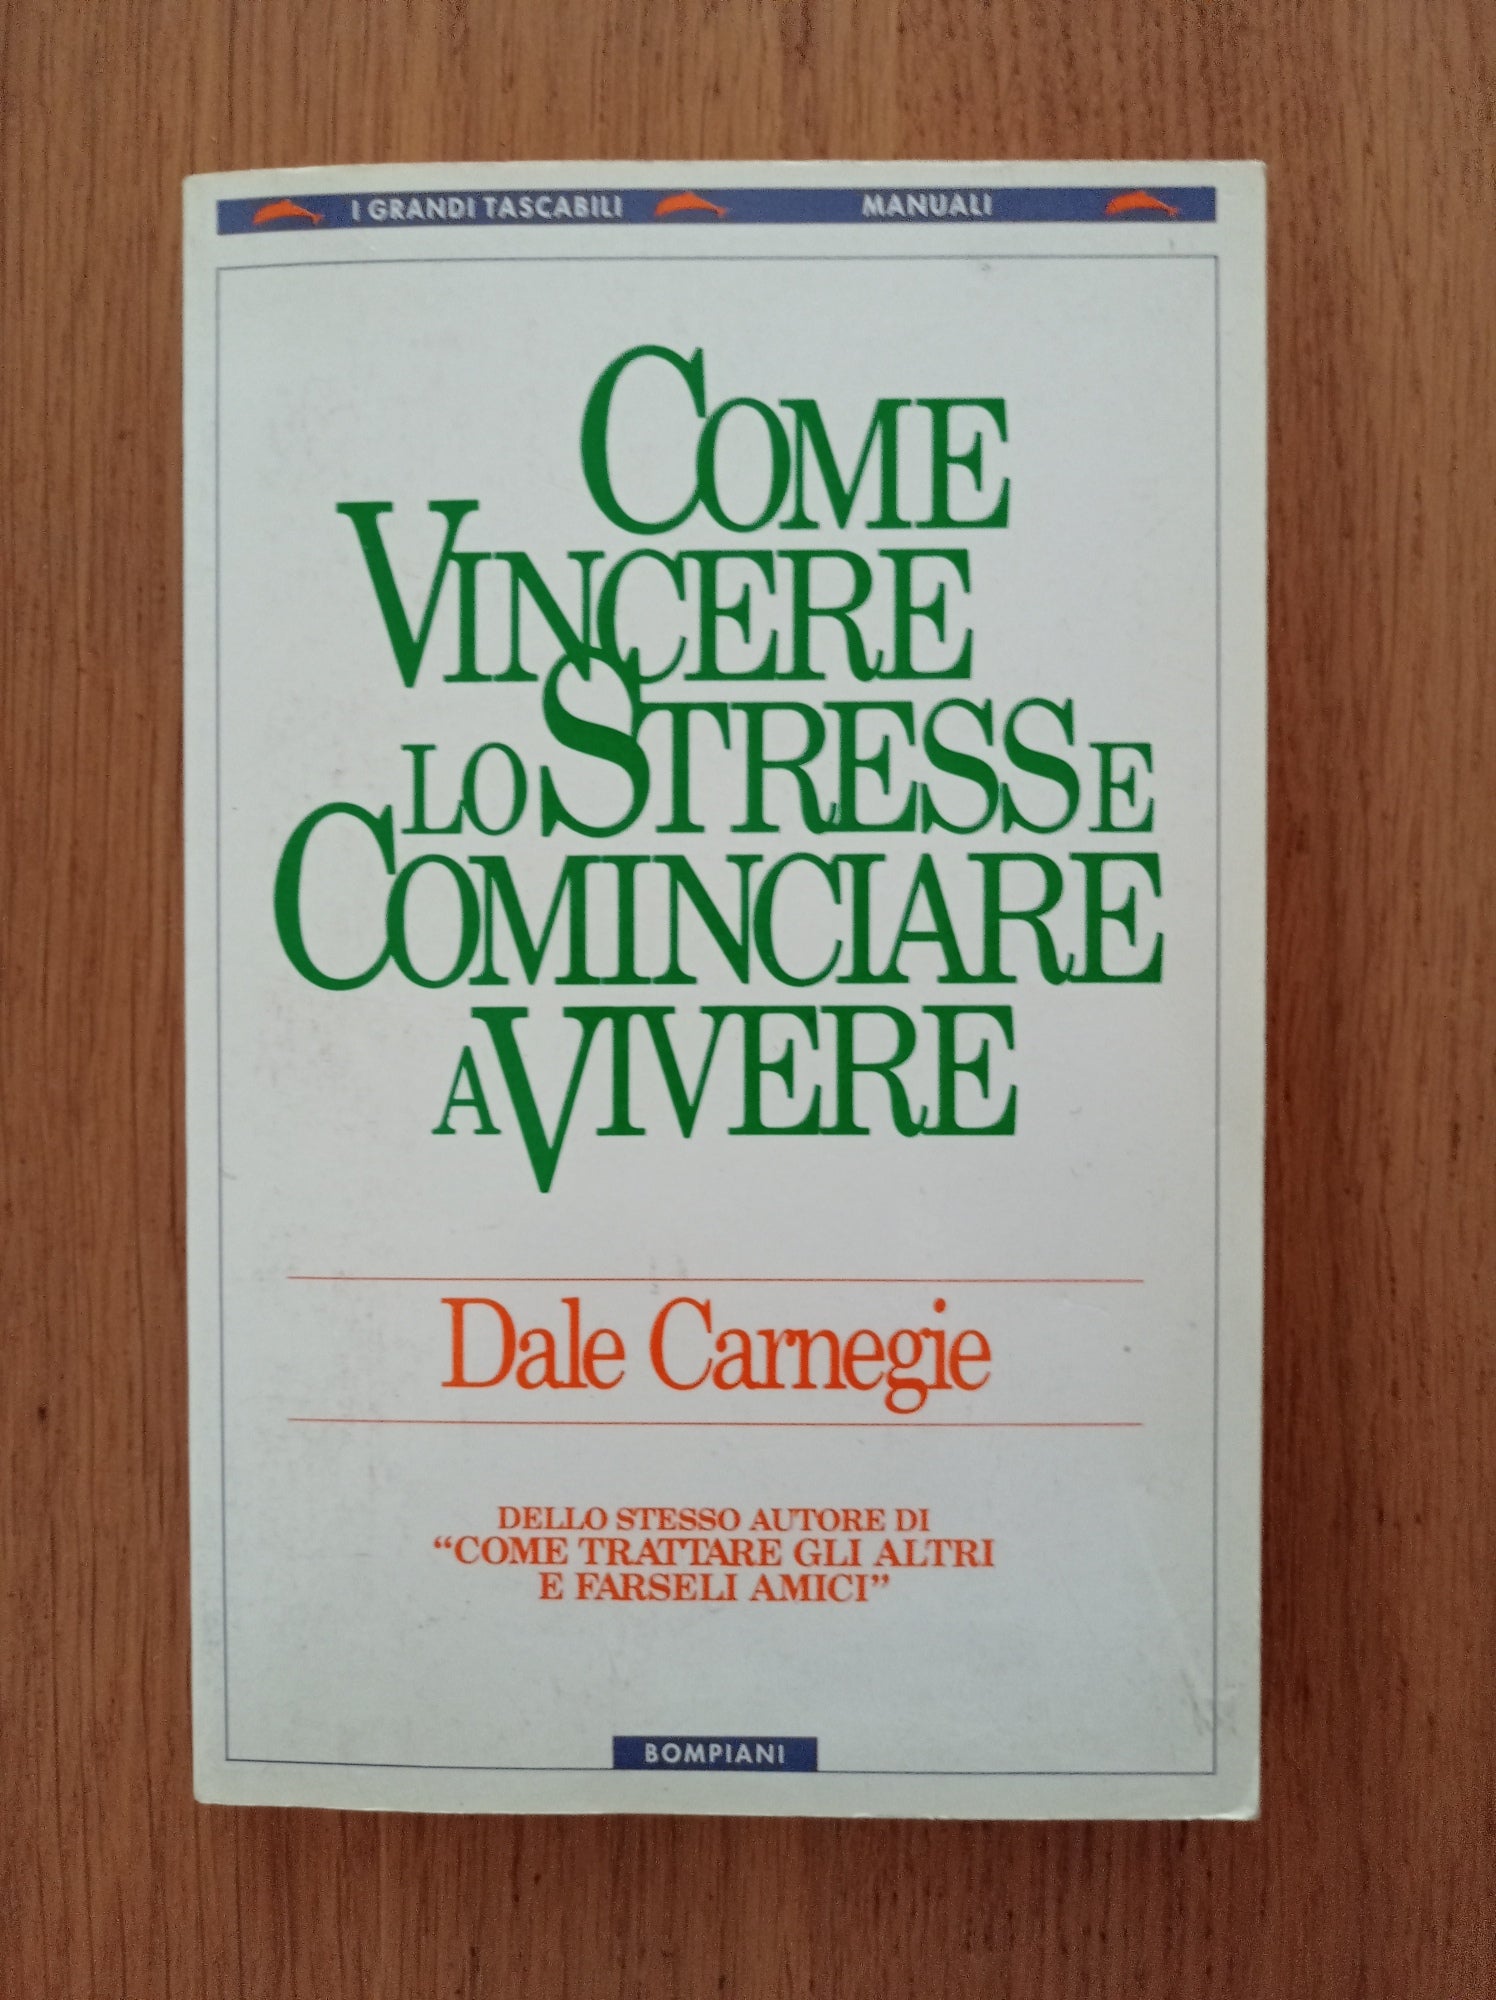 I GRANDI TASCABILI MANUALI
COME
VINCERE
LO STRESS E
COMINCIARE
A VIVERE
Dale Carnegie
DELLO STESSO AUTORE DI
“COME TRATTARE GLI ALTRI
E FARSELI AMICI”
BOMPIANI